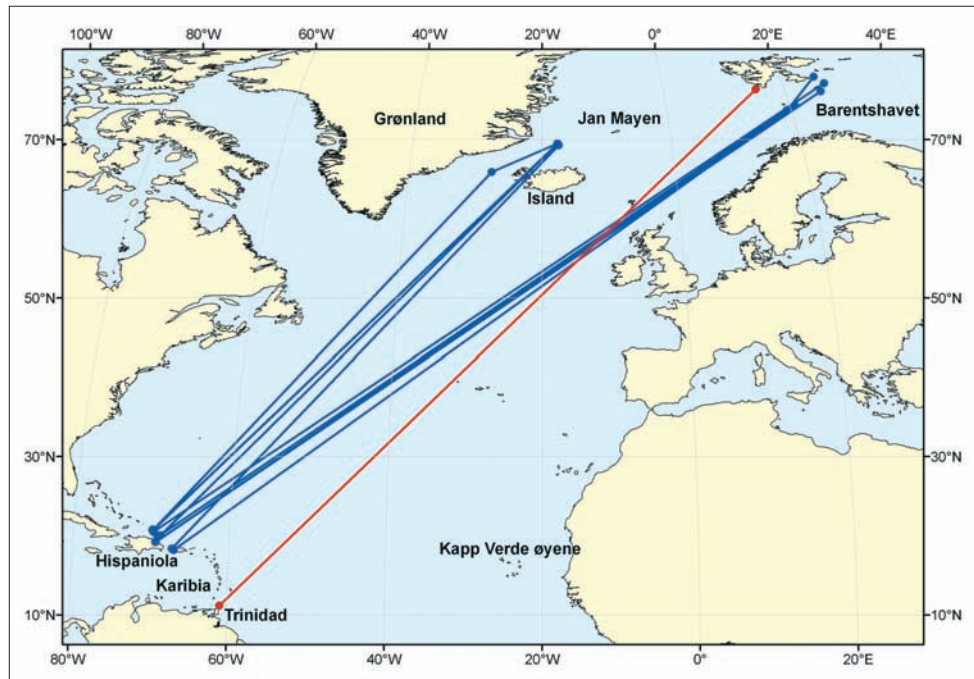 100°W 80°W 60°W 40°W 20°W 0° 20°E 40°E
Barentshavet
Grønland Jan Mayen
70°N 70°N
Island
50°N 50°N
30°N 30°N
Kapp Verde øyene
Hispaniola
Karibia
Trinidad
10°N 10°N
80°W 60°W 40°W 20°W 0° 20°E